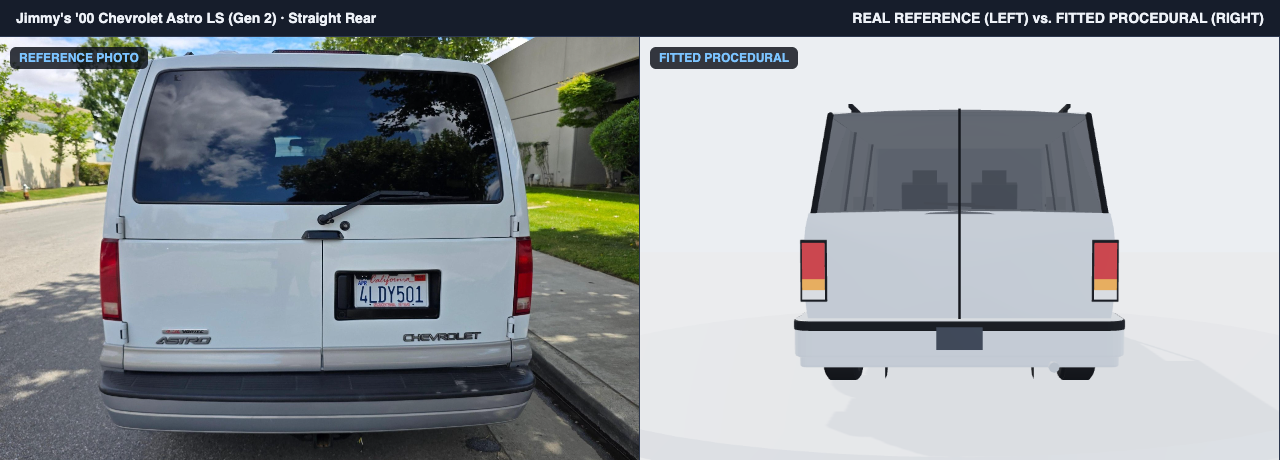 Jimmy's '00 Chevrolet Astro LS (Gen 2) · Straight Rear
REAL REFERENCE (LEFT) vs. FITTED PROCEDURAL (RIGHT)
REFERENCE PHOTO
FITTED PROCEDURAL
California
4LDY501
ASTRO
CHEVROLET